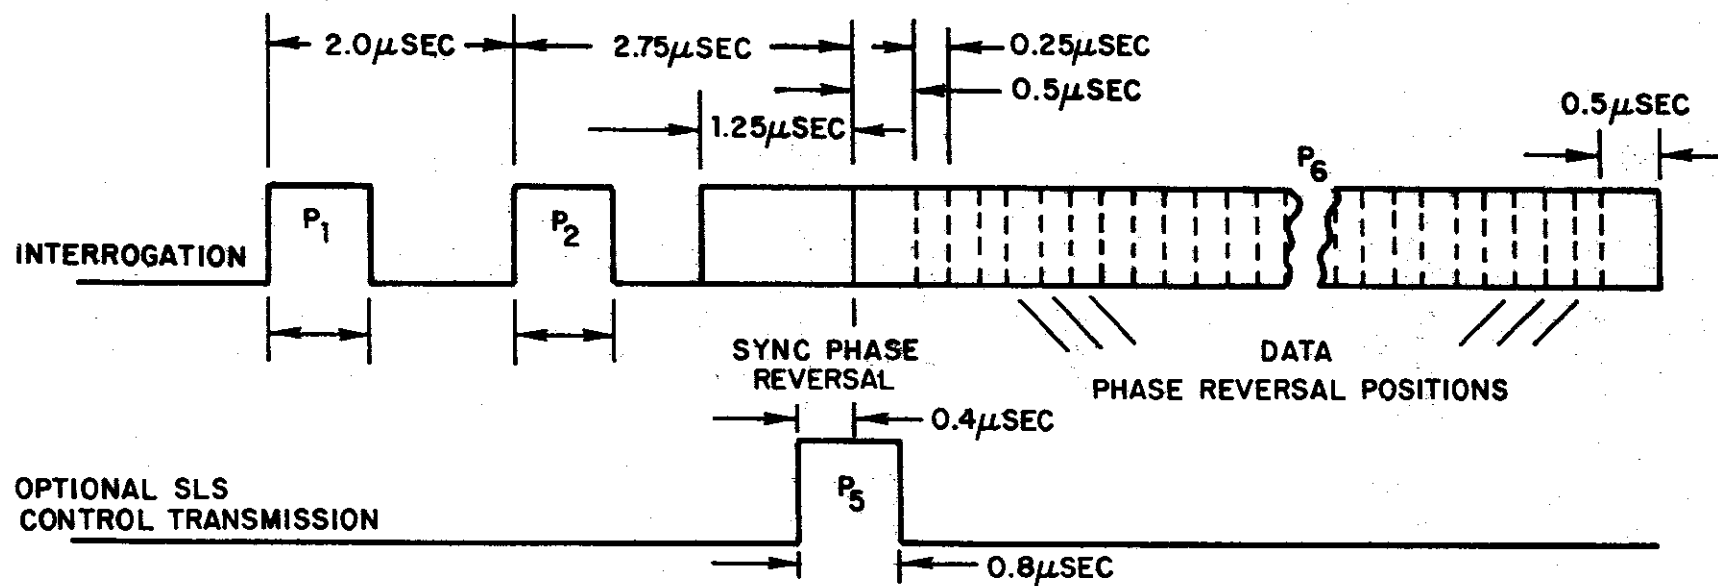 2.0μSEC
2.75μSEC
0.25μSEC
0.5μSEC
1.25μSEC
0.5μSEC
P6
P1
P2
INTERROGATION
SYNC PHASE
REVERSAL
DATA
PHASE REVERSAL POSITIONS
0.4μSEC
OPTIONAL SLS
CONTROL TRANSMISSION
P5
0.8μSEC